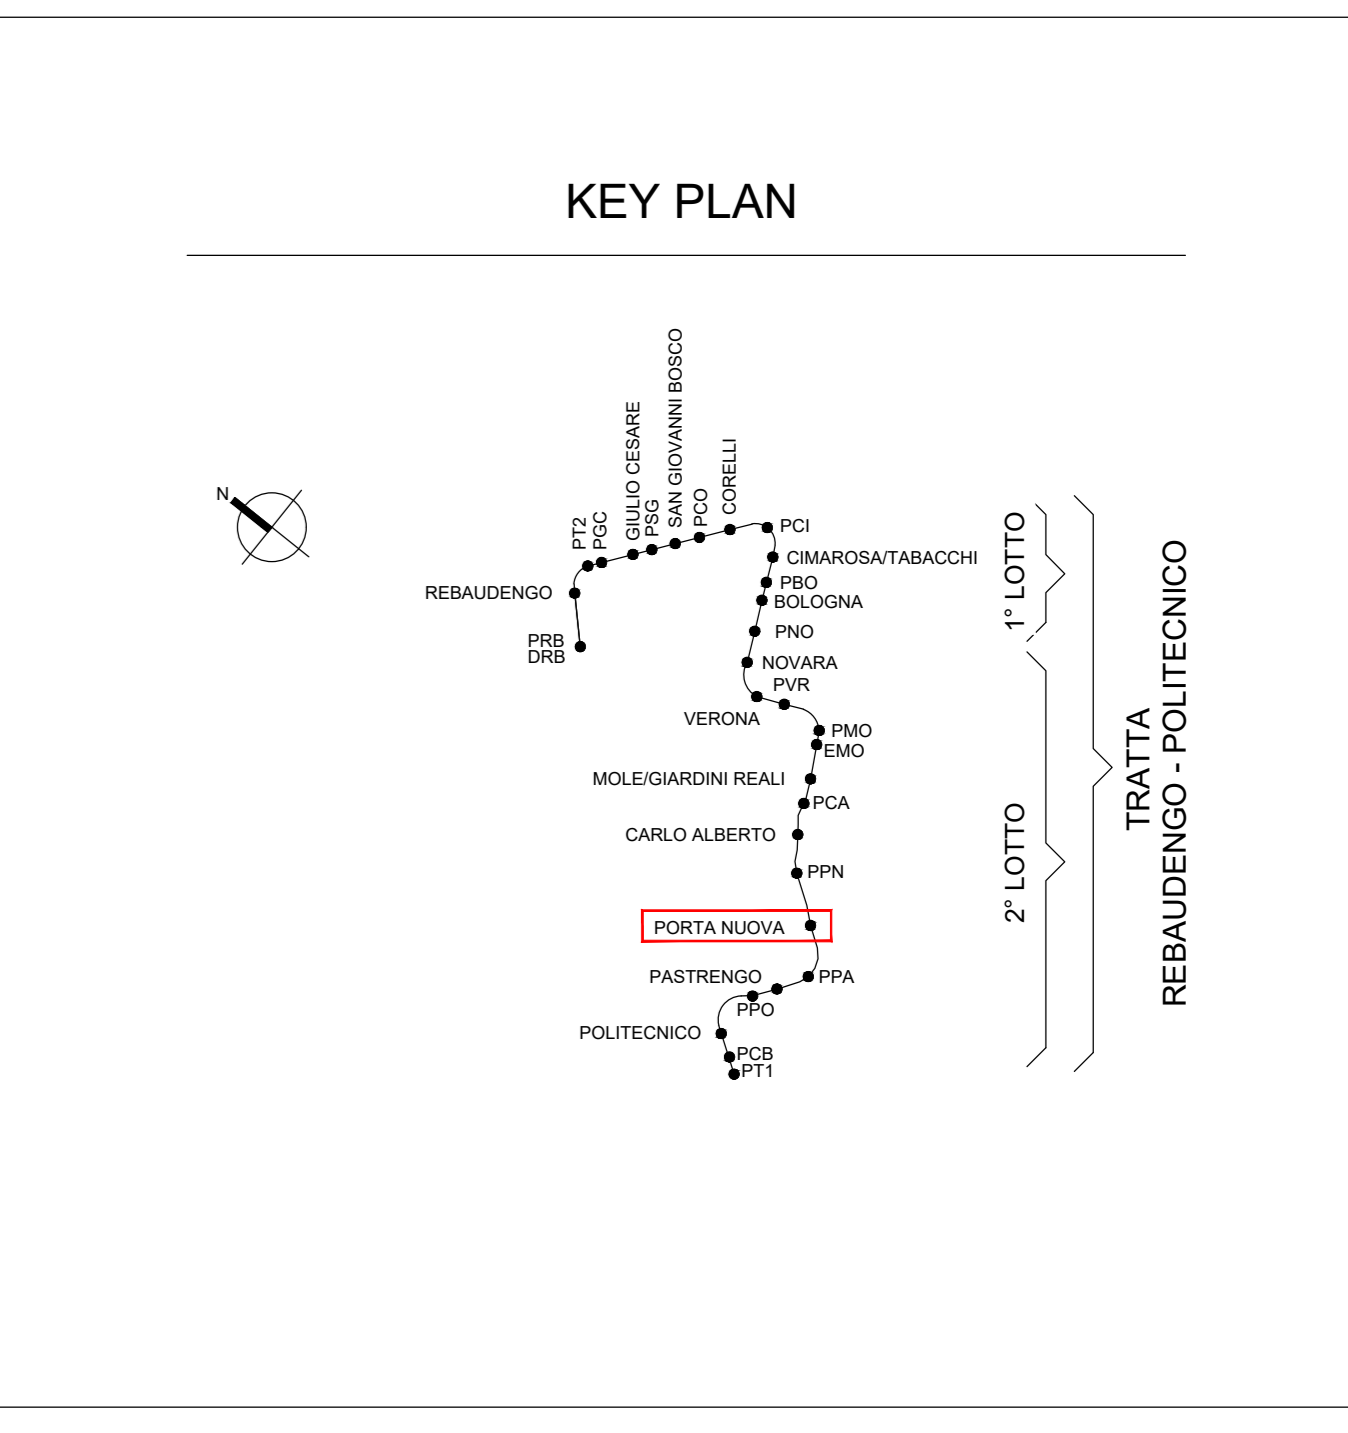 KEY PLAN
N
PT2
PGC
GIULIO CESARE
PSG
SAN GIOVANNI BOSCO
PCO
CORELLI
PCI
CIMAROSA/TABACCHI
REBAUDENGO
PBO
BOLOGNA
PRB
DRB
PNO
NOVARA
PVR
VERONA
PMO
EMO
MOLE/GIARDINI REALI
PCA
CARLO ALBERTO
PPN
PORTA NUOVA
PASTRENGO
PPA
PPO
POLITECNICO
PCB
PT1
1° LOTTO
2° LOTTO
TRATTA
REBAUDENGO - POLITECNICO